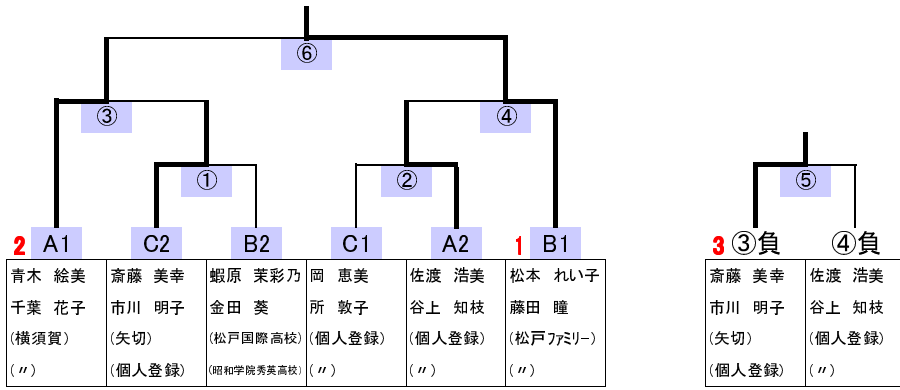 ⑥
③
④
①
②
⑤
2 A1 C2 B2 C1 A2 1 B1 3 ③負 ④負
青木 絵美 斎藤 美幸 蝦原 茉彩乃 岡 恵美 佐渡 浩美 松本 れい子 斎藤 美幸 佐渡 浩美
千葉 花子 市川 明子 金田 葵 所 敦子 谷上 知枝 藤田 瞳 市川 明子 谷上 知枝
(横須賀) (矢切) (松戸国際高校) (個人登録) (個人登録) (松戸ファミリー) (矢切) (個人登録)
(〃) (個人登録) (昭和学院秀英高校) (〃) (〃) (〃) (個人登録) (〃)